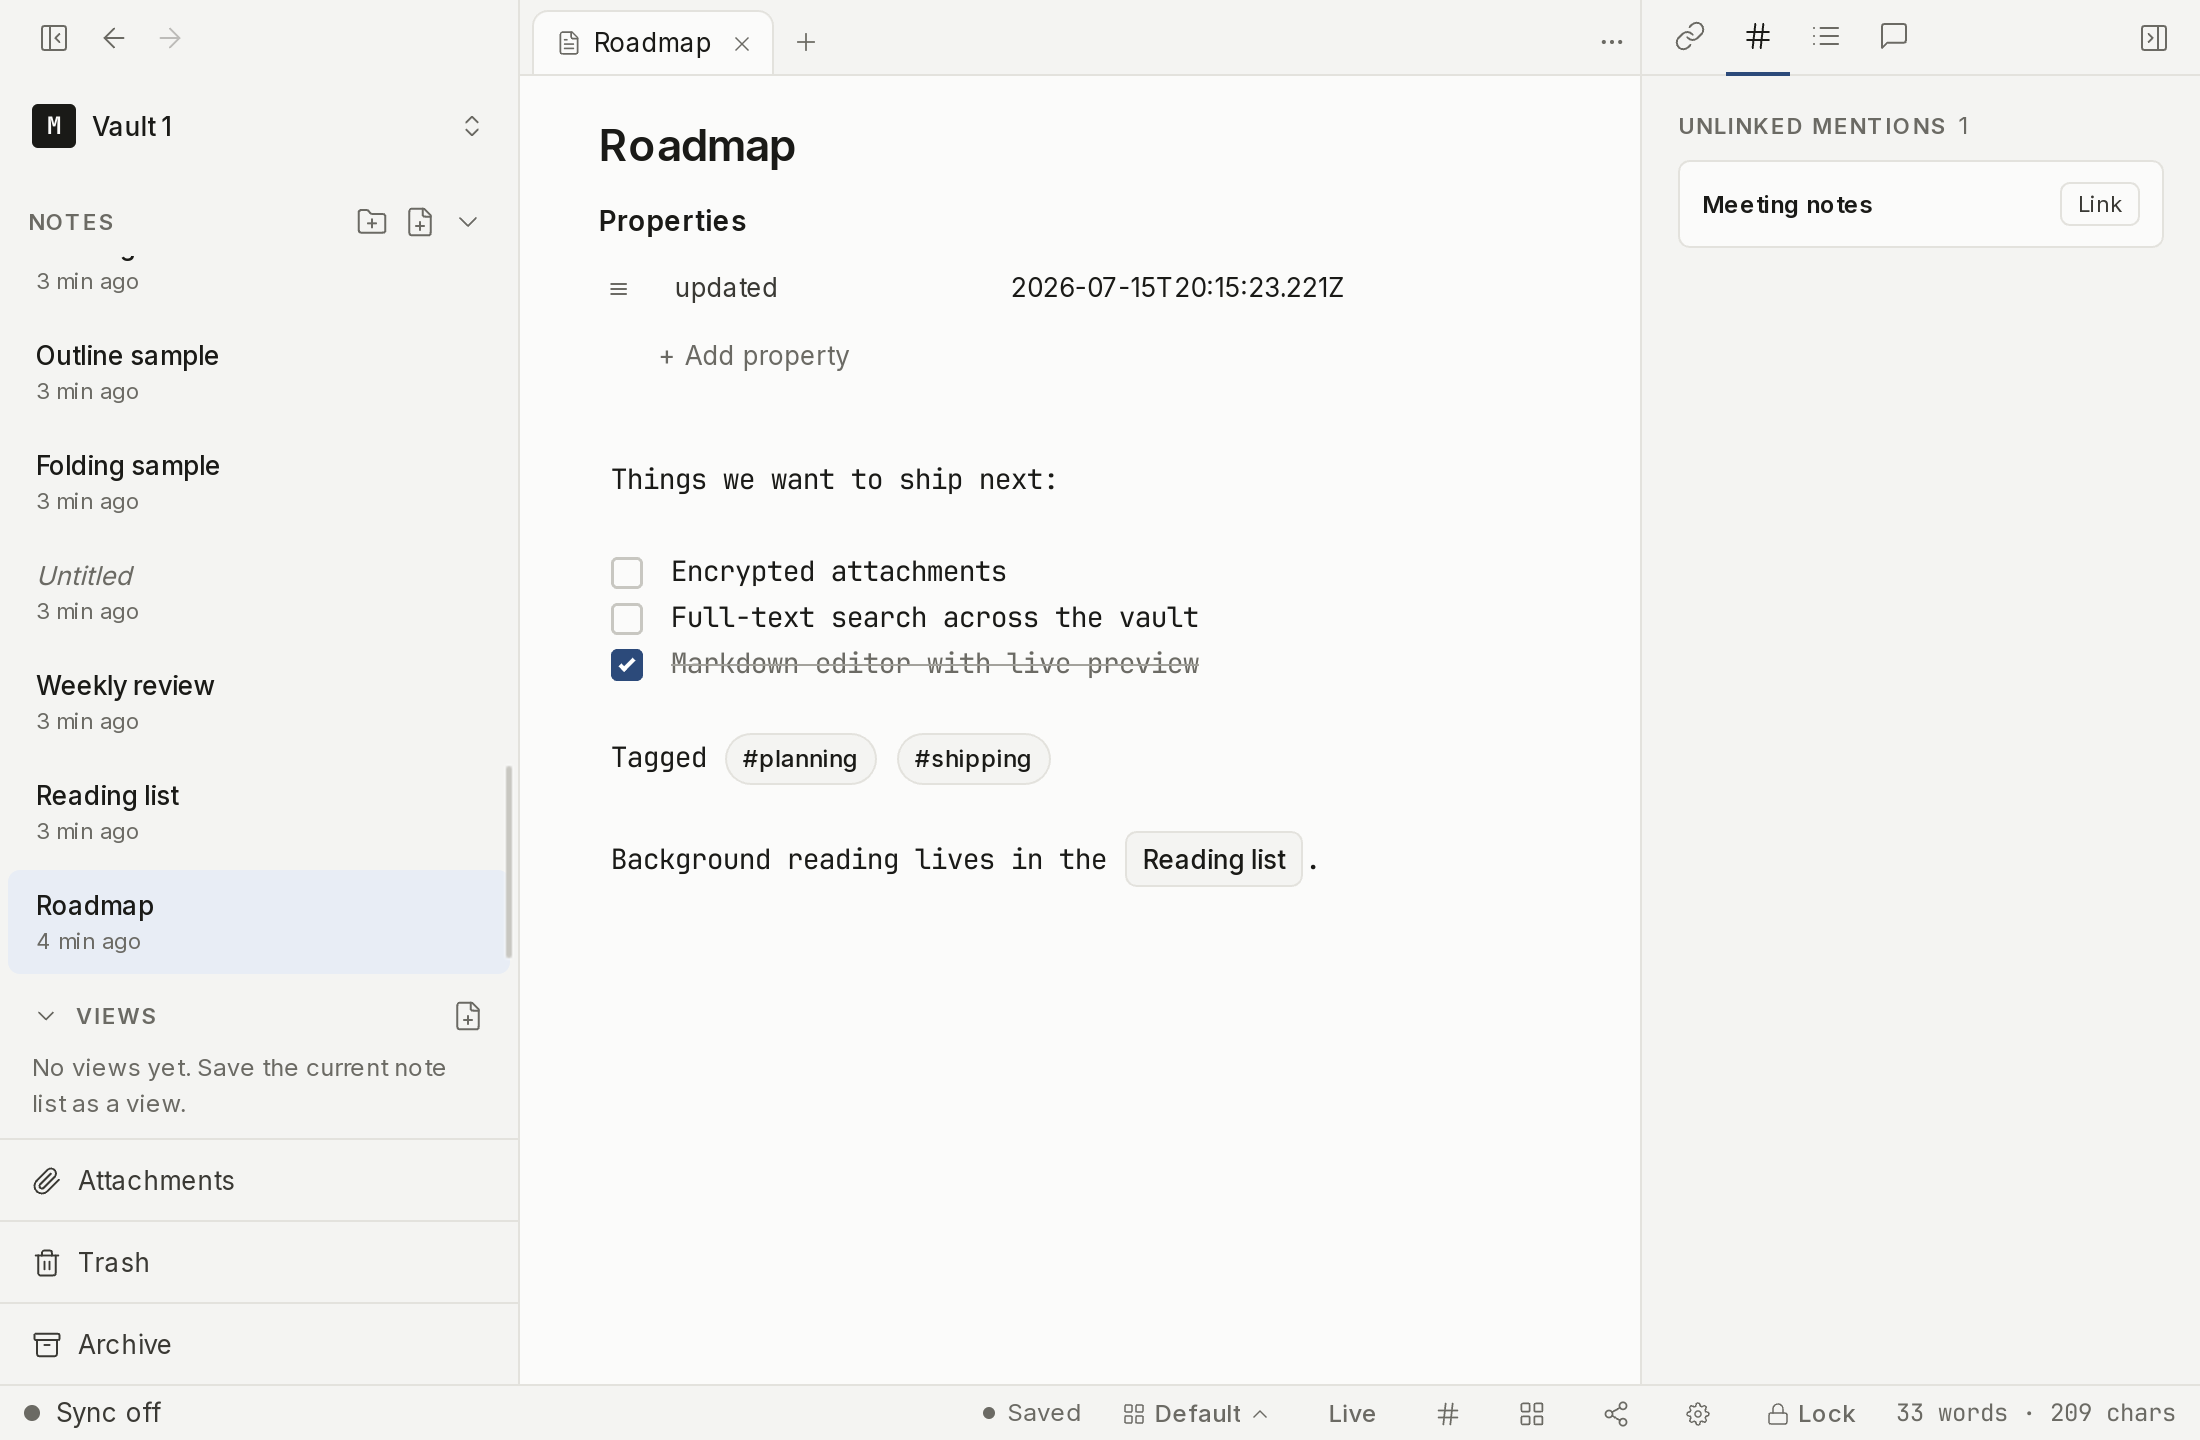 M Vault 1
NOTES
3 min ago
Outline sample
3 min ago
Folding sample
3 min ago
Untitled
3 min ago
Weekly review
3 min ago
Reading list
3 min ago
Roadmap
4 min ago
VIEWS
No views yet. Save the current note
list as a view.
Attachments
Trash
Archive
Roadmap
Roadmap
Properties
updated 2026-07-15T20:15:23.221Z
+ Add property
Things we want to ship next:
Encrypted attachments
Full-text search across the vault
Markdown editor with live preview
Tagged #planning #shipping
Background reading lives in the Reading list.
UNLINKED MENTIONS 1
Meeting notes Link
Sync off
Saved Default Live Lock 33 words · 209 chars